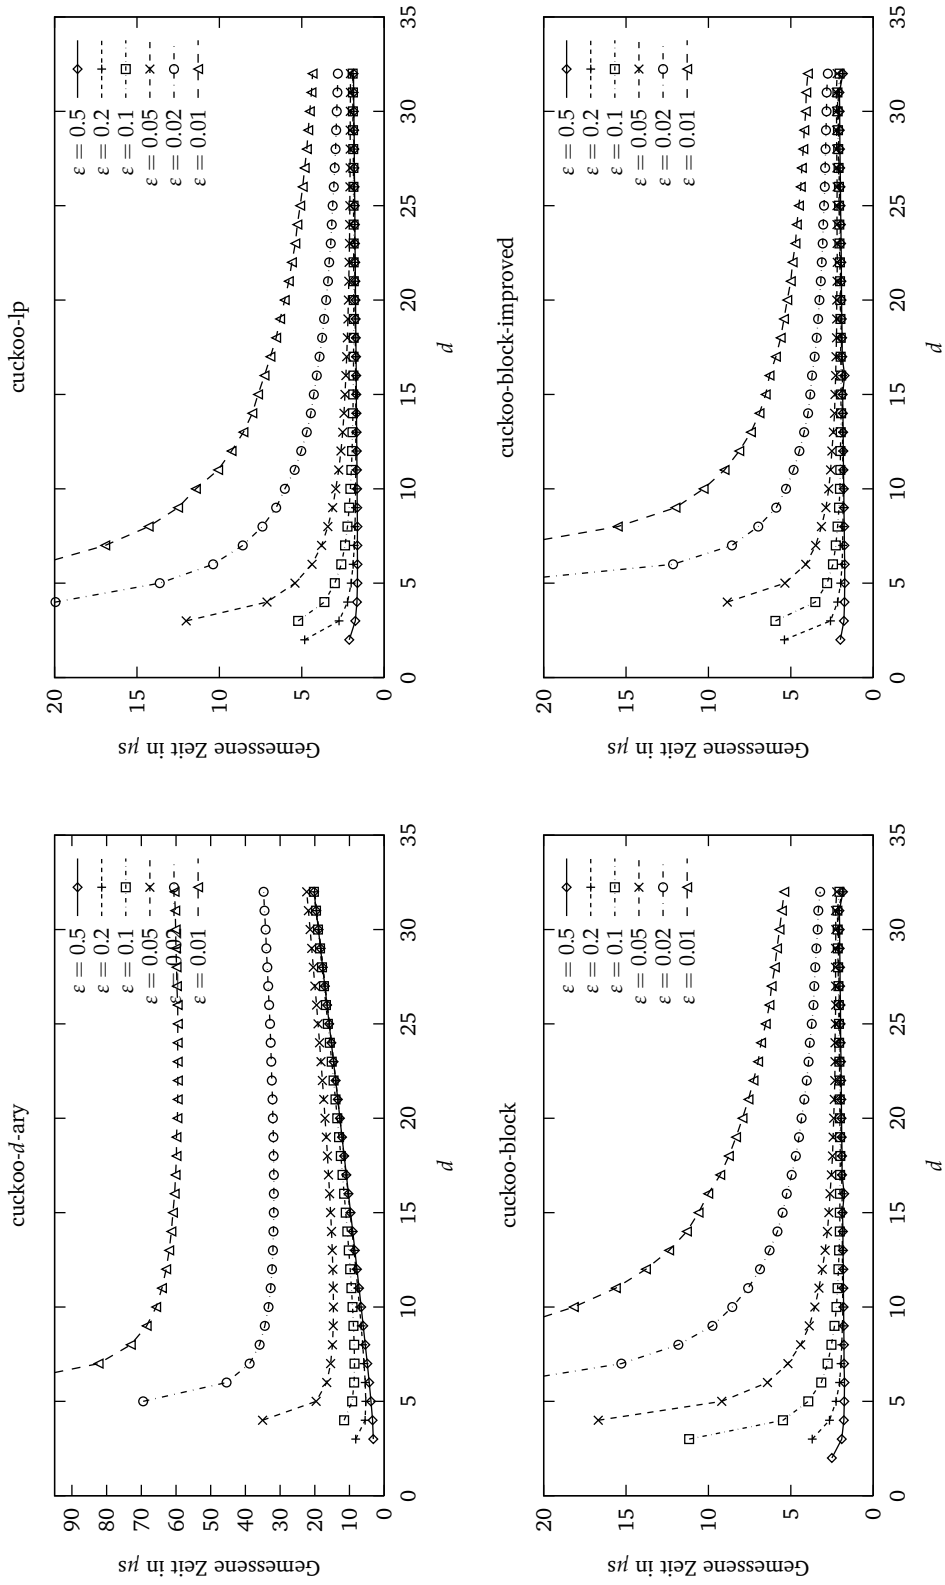 cuckoo-d-ary
90
80
70
60
50
40
30
20
10
0
Gemessene Zeit in µs
ε = 0.5
ε = 0.2
ε = 0.1
ε = 0.05
ε = 0.02
ε = 0.01
0 5 10 15 20 25 30 35
d
cuckoo-lp
20
15
10
5
0
Gemessene Zeit in µs
ε = 0.5
ε = 0.2
ε = 0.1
ε = 0.05
ε = 0.02
ε = 0.01
0 5 10 15 20 25 30 35
d
cuckoo-block
20
15
10
5
0
Gemessene Zeit in µs
ε = 0.5
ε = 0.2
ε = 0.1
ε = 0.05
ε = 0.02
ε = 0.01
0 5 10 15 20 25 30 35
d
cuckoo-block-improved
20
15
10
5
0
Gemessene Zeit in µs
ε = 0.5
ε = 0.2
ε = 0.1
ε = 0.05
ε = 0.02
ε = 0.01
0 5 10 15 20 25 30 35
d